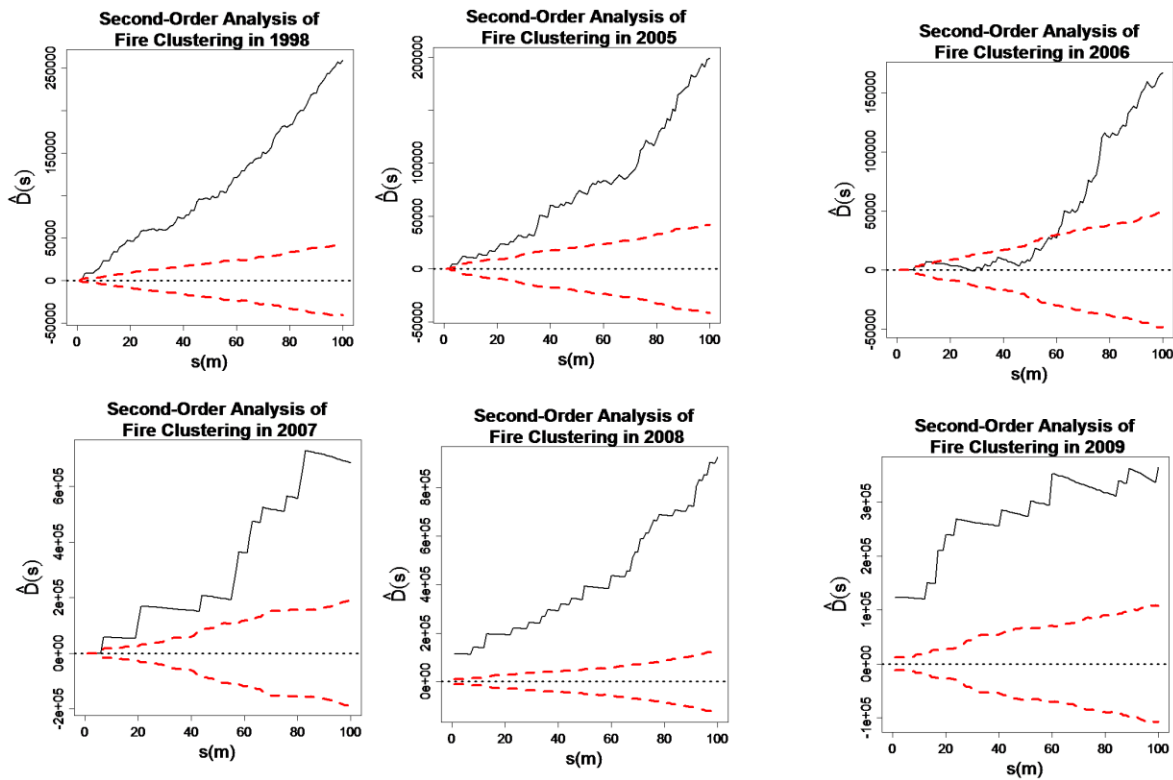 Second-Order Analysis of
Fire Clustering in 1998
D̂(s)
250000
150000
50000
0
-50000
0 20 40 60 80 100
s(m)
Second-Order Analysis of
Fire Clustering in 2005
D̂(s)
200000
150000
100000
50000
0
-50000
0 20 40 60 80 100
s(m)
Second-Order Analysis of
Fire Clustering in 2006
D̂(s)
150000
100000
50000
0
-50000
0 20 40 60 80 100
s(m)
Second-Order Analysis of
Fire Clustering in 2007
D̂(s)
6e+05
4e+05
2e+05
0e+00
-2e+05
0 20 40 60 80 100
s(m)
Second-Order Analysis of
Fire Clustering in 2008
D̂(s)
8e+05
6e+05
4e+05
2e+05
0e+00
0 20 40 60 80 100
s(m)
Second-Order Analysis of
Fire Clustering in 2009
D̂(s)
3e+05
2e+05
1e+05
0e+00
-1e+05
0 20 40 60 80 100
s(m)